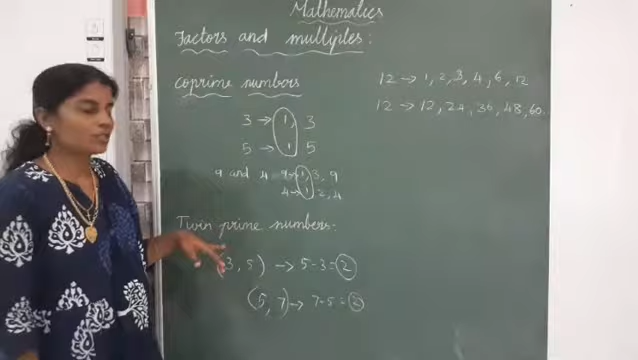 Mathematics
Factors and multiples:
coprime numbers
3 → 1, 3
5 → 1 5
9 and 4 9 → 1, 3, 9
4 → 1 2, 4
Twin prime numbers:
(3, 5) → 5-3=2
(5, 7) → 7-5=2
12 → 1, 2, 3, 4, 6, 12
12 → 12, 24, 36, 48, 60..